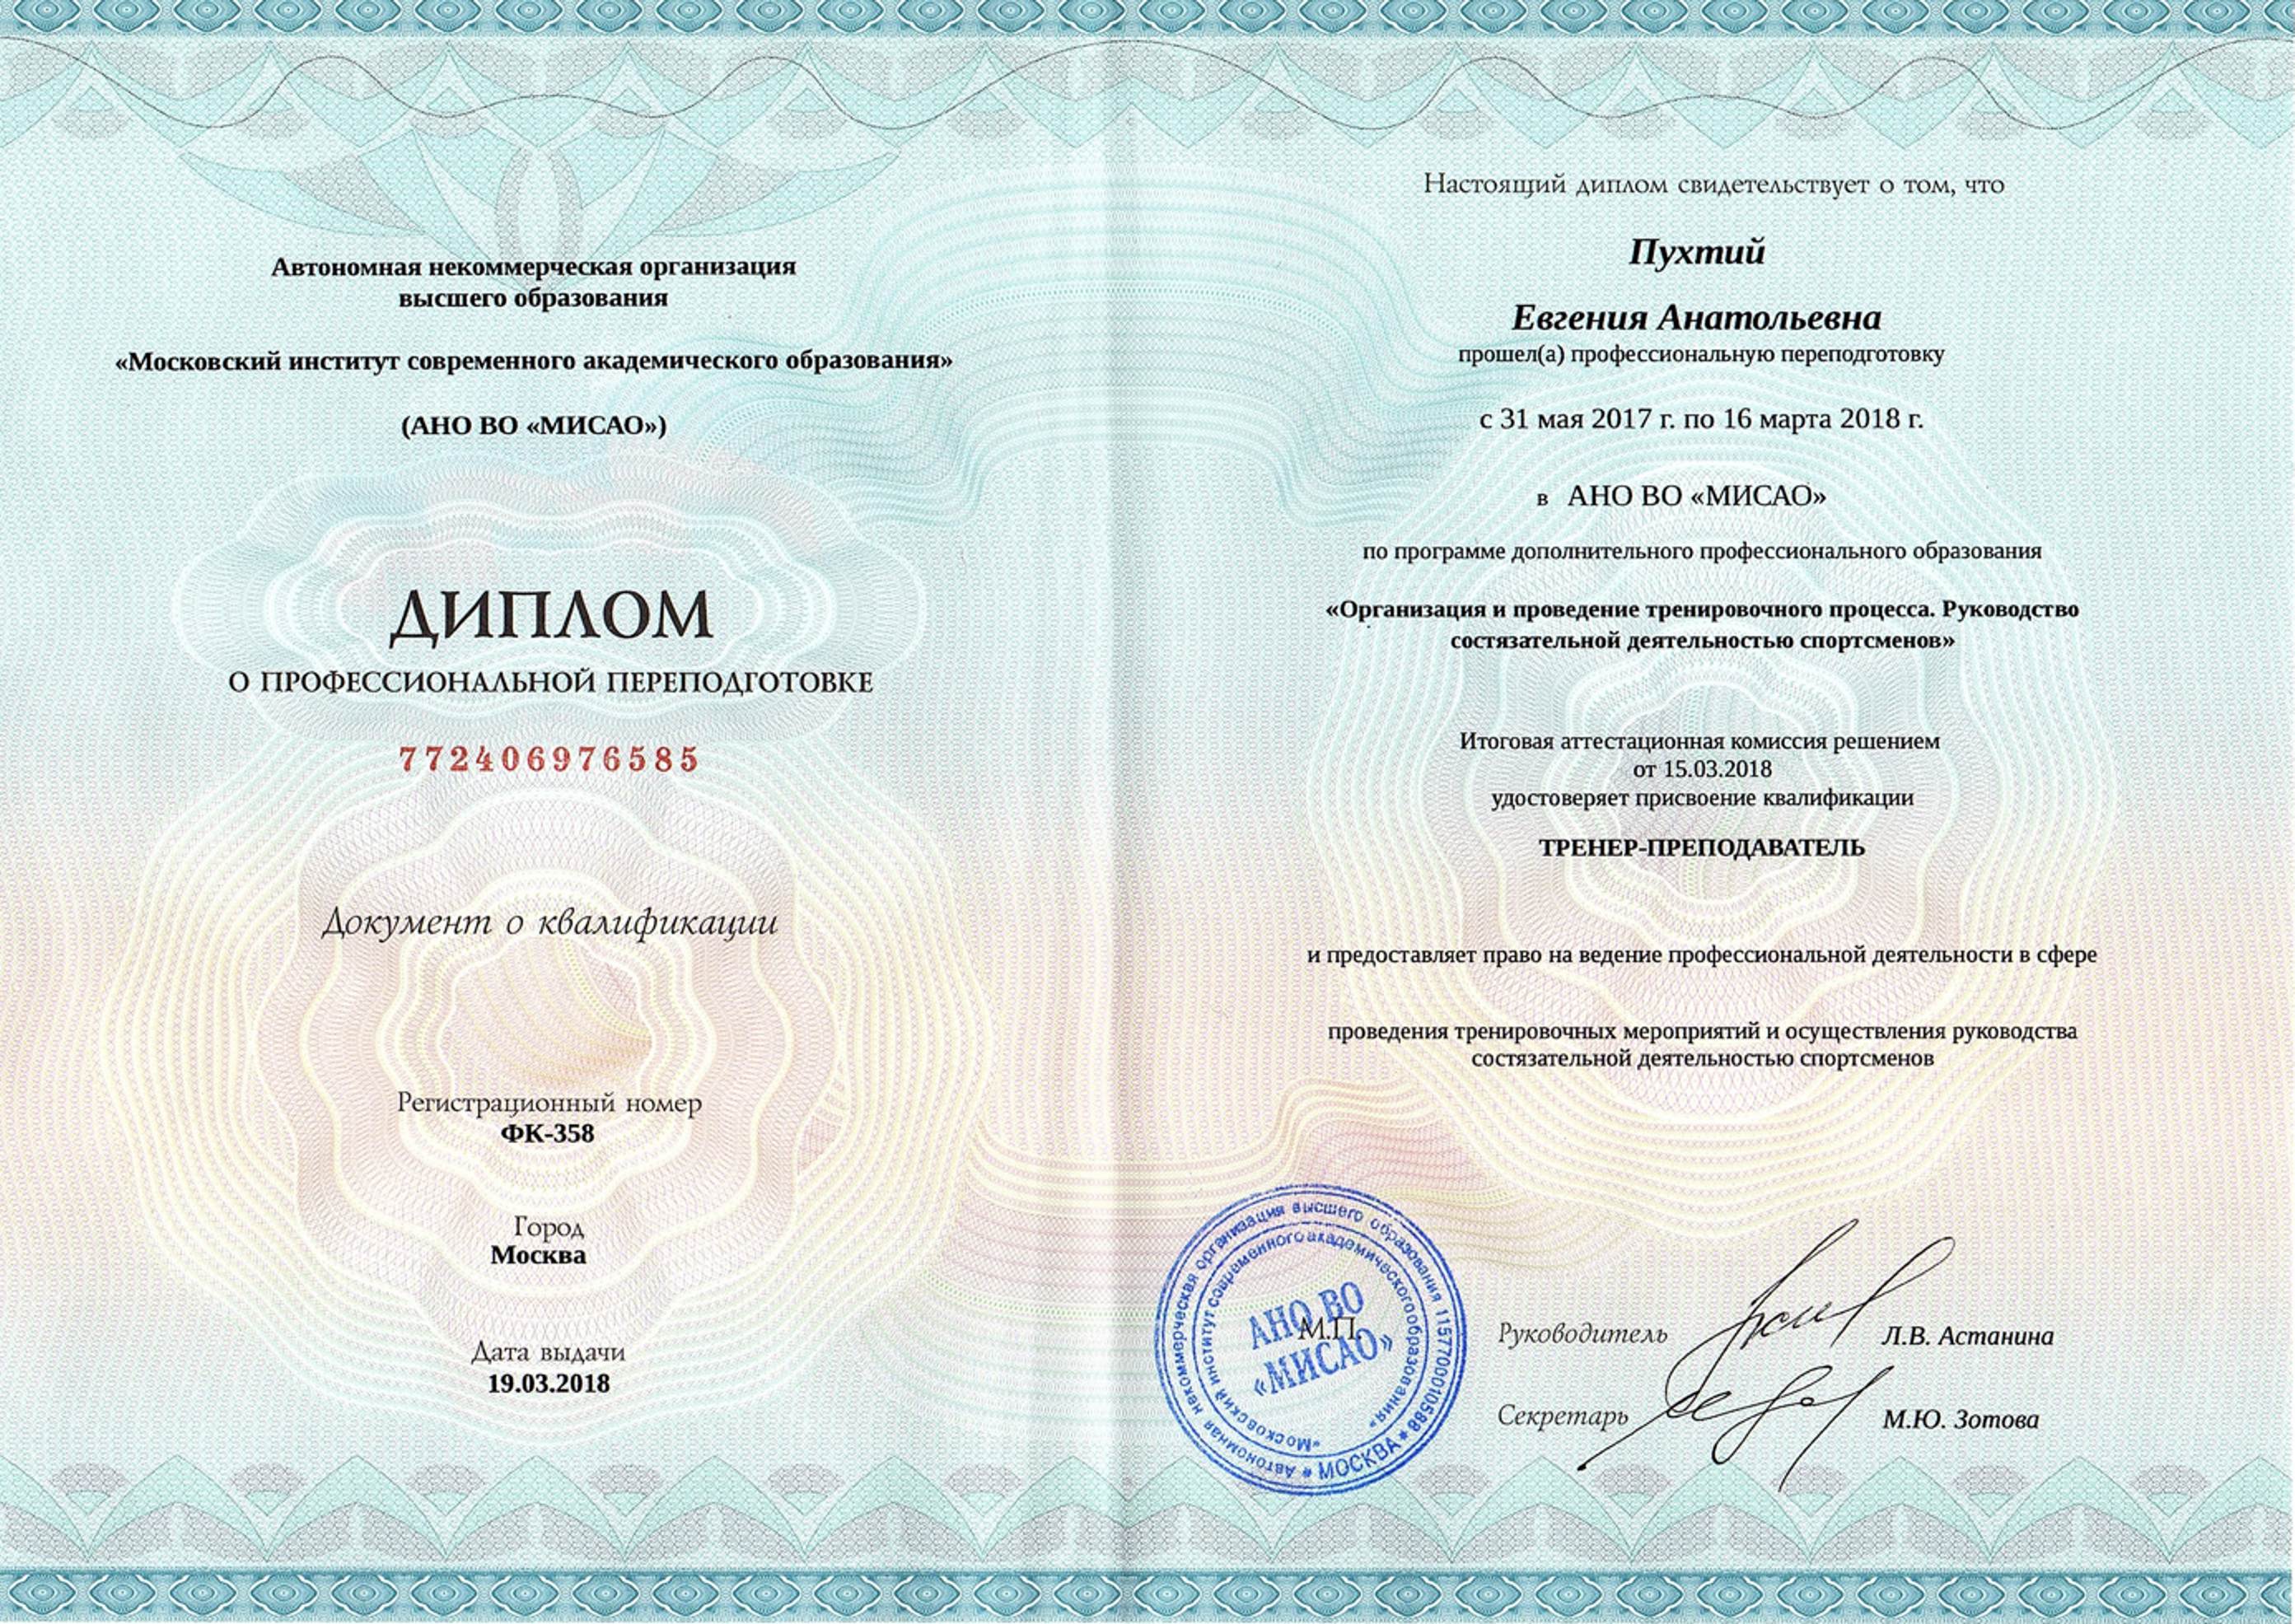 Автономная некоммерческая организация
высшего образования
«Московский институт современного академического образования»
(АНО ВО «МИСАО»)
ДИПЛОМ
О ПРОФЕССИОНАЛЬНОЙ ПЕРЕПОДГОТОВКЕ
772406976585
Документ о квалификации
Регистрационный номер
ФК-358
Город
Москва
Дата выдачи
19.03.2018
Настоящий диплом свидетельствует о том, что
Пухтий
Евгения Анатольевна
прошел(а) профессиональную переподготовку
с 31 мая 2017 г. по 16 марта 2018 г.
в АНО ВО «МИСАО»
по программе дополнительного профессионального образования
«Организация и проведение тренировочного процесса. Руководство
состязательной деятельностью спортсменов»
Итоговая аттестационная комиссия решением
от 15.03.2018
удостоверяет присвоение квалификации
ТРЕНЕР-ПРЕПОДАВАТЕЛЬ
и предоставляет право на ведение профессиональной деятельности в сфере
проведения тренировочных мероприятий и осуществления руководства
состязательной деятельностью спортсменов
Автономная некоммерческая организация высшего образования 1157700010588
* МОСКВА *
«Московский институт современного академического образования»
АНО ВО
«МИСАО»
М.П.
Руководитель
Л.В. Астанина
Секретарь
М.Ю. Зотова